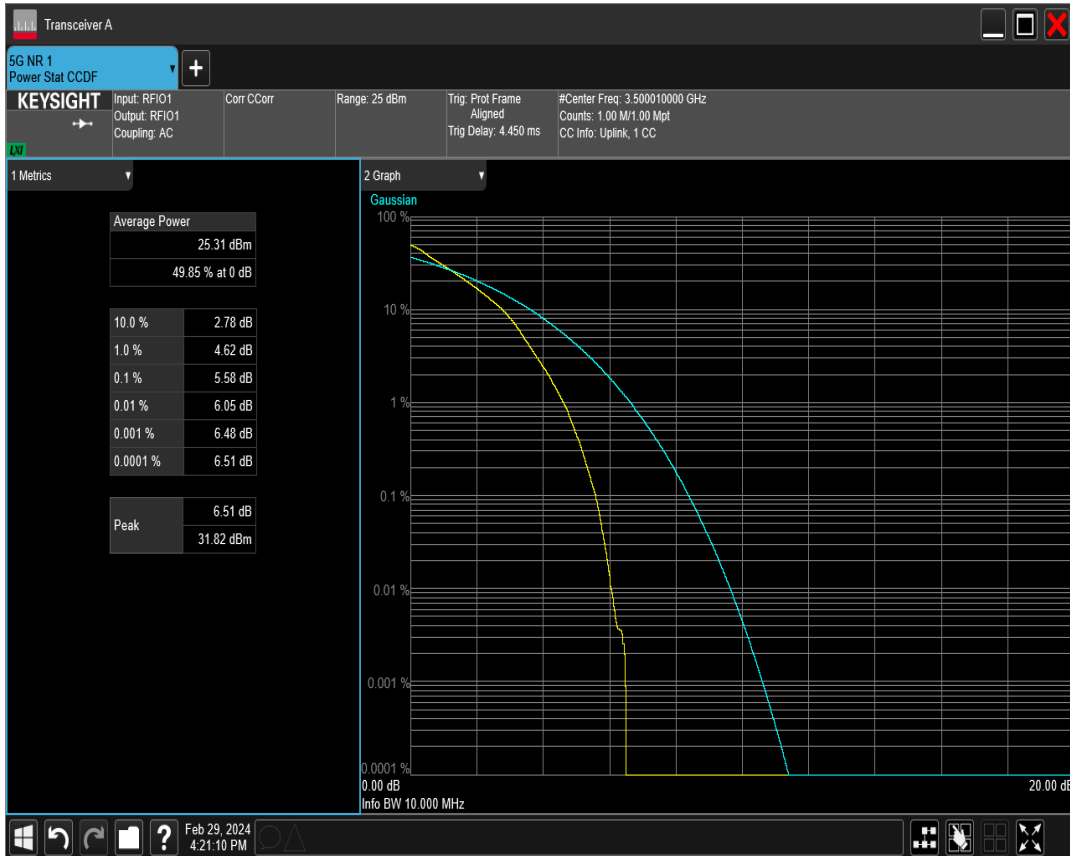 Transceiver A
5G NR 1
Power Stat CCDF
+
KEYSIGHT
LXI
Input: RFIO1
Output: RFIO1
Coupling: AC
Corr CCorr
Range: 25 dBm
Trig: Prot Frame
Aligned
Trig Delay: 4.450 ms
#Center Freq: 3.500010000 GHz
Counts: 1.00 M/1.00 Mpt
CC Info: Uplink, 1 CC
1 Metrics
Average Power
25.31 dBm
49.85 % at 0 dB
10.0 % 2.78 dB
1.0 % 4.62 dB
0.1 % 5.58 dB
0.01 % 6.05 dB
0.001 % 6.48 dB
0.0001 % 6.51 dB
Peak
6.51 dB
31.82 dBm
2 Graph
Gaussian
100 %
10 %
1 %
0.1 %
0.01 %
0.001 %
0.0001 %
0.00 dB 20.00 dB
Info BW 10.000 MHz
?
Feb 29, 2024
4:21:10 PM